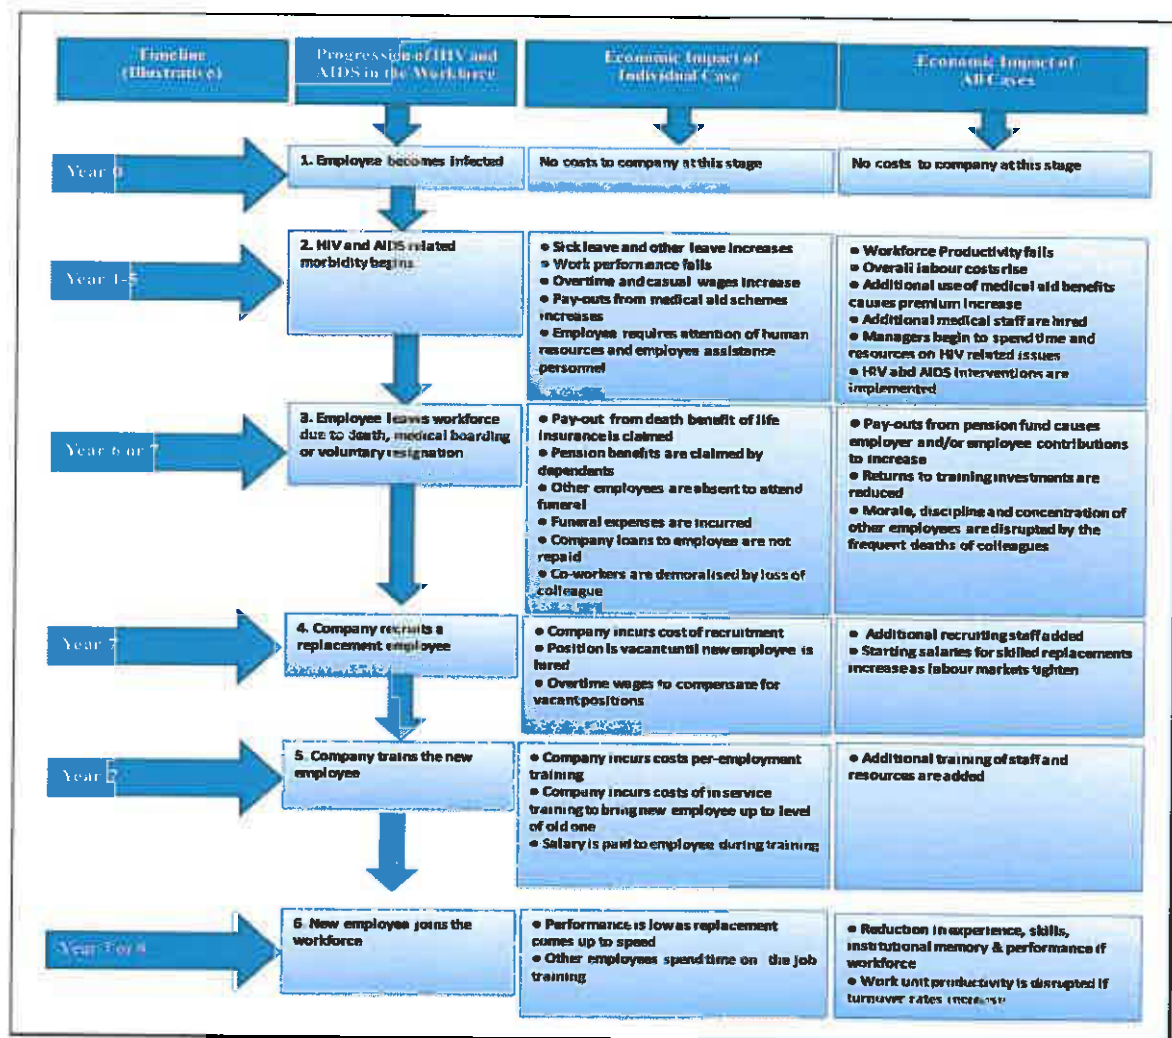 Timeline
(Illustrative)
Progression of HIV and
AIDS in the Workforce
Economic Impact of
Individual Case
Economic Impact of
All Cases
Year 0
1. Employee becomes infected
No costs to company at this stage
No costs to company at this stage
Year 1-5
2. HIV and AIDS related
morbidity begins
● Sick leave and other leave increases
● Work performance falls
● Overtime and casual wages increase
● Pay-outs from medical aid schemes
increases
● Employee requires attention of human
resources and employee assistance
personnel
● Workforce Productivity falls
● Overall labour costs rise
● Additional use of medical aid benefits
causes premium increase
● Additional medical staff are hired
● Managers begin to spend time and
resources on HIV related issues
● HIV abd AIDS interventions are
implemented
Year 6 or 7
3. Employee leaves workforce
due to death, medical boarding
or voluntary resignation
● Pay-out from death benefit of life
insurance is claimed
● Pension benefits are claimed by
dependents
● Other employees are absent to attend
funeral
● Funeral expenses are incurred
● Company loans to employee are not
repaid
● Co-workers are demoralised by loss of
colleague
● Pay-outs from pension fund causes
employer and/or employee contributions
to increase
● Returns to training investments are
reduced
● Morale, discipline and concentration of
other employees are disrupted by the
frequent deaths of colleagues
Year 7
4. Company recruits a
replacement employee
● Company incurs cost of recruitment
● Position is vacant until new employee is
hired
● Overtime wages to compensate for
vacant positions
● Additional recruiting staff added
● Starting salaries for skilled replacements
increase as labour markets tighten
Year
5. Company trains the new
employee
● Company incurs costs per-employment
training
● Company incurs costs of in service
training to bring new employee up to level
of old one
● Salary is paid to employee during training
● Additional training of staff and
resources are added
Year 7 or 8
6. New employee joins the
workforce
● Performance is low as replacement
comes up to speed
● Other employees spend time on the job
training
● Reduction in experience, skills,
institutional memory & performance if
workforce
● Work unit productivity is disrupted if
turnover rates increase